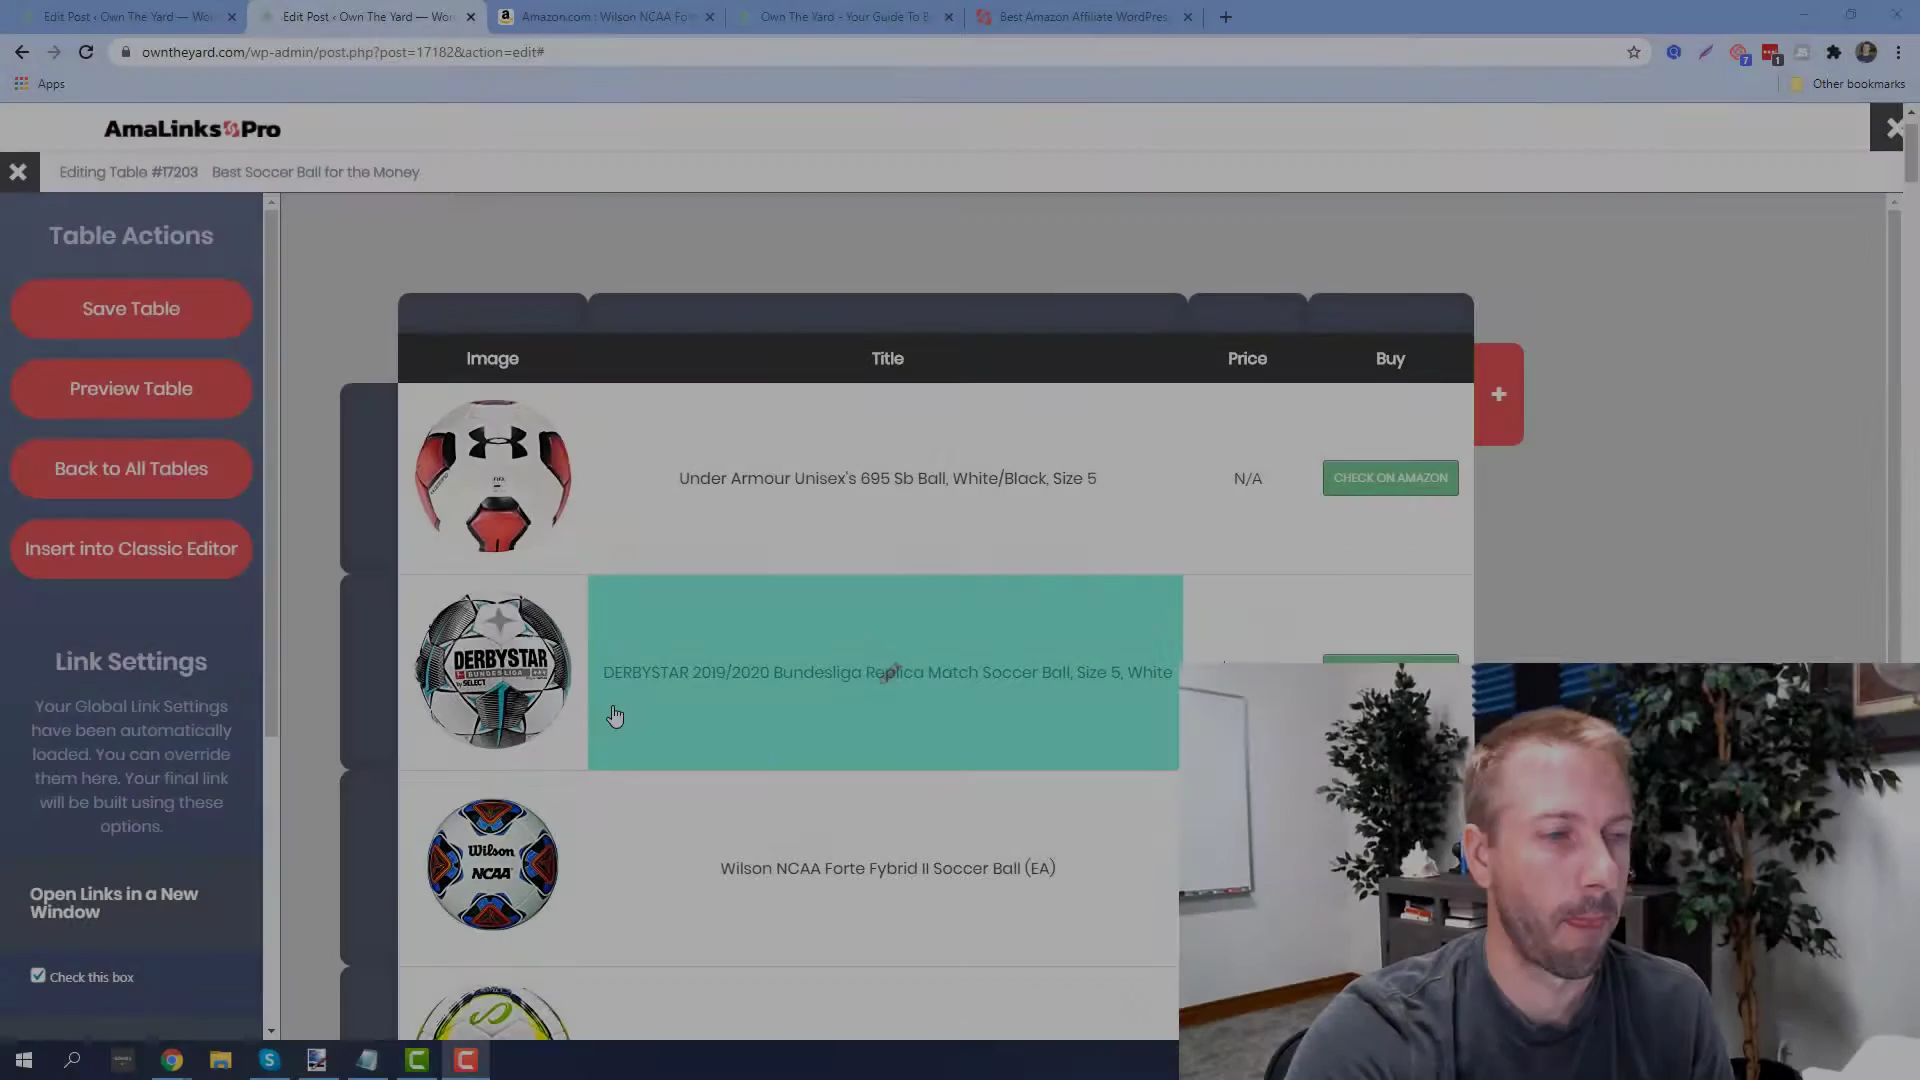 Edit Post ‹ Own The Yard — Wo
Edit Post ‹ Own The Yard — Wor
Amazon.com : Wilson NCAA Fo
Own The Yard - Your Guide To B
Best Amazon Affiliate WordPres
owntheyard.com/wp-admin/post.php?post=17182&action=edit#
7
1
Apps
Other bookmarks
AmaLinks Pro
Editing Table #17203 Best Soccer Ball for the Money
Table Actions
Save Table
Preview Table
Back to All Tables
Insert into Classic Editor
Link Settings
Your Global Link Settings
have been automatically
loaded. You can override
them here. Your final link
will be built using these
options.
Open Links in a New
Window
Check this box
Image Title Price Buy
Under Armour Unisex's 695 Sb Ball, White/Black, Size 5
N/A
CHECK ON AMAZON
DERBYSTAR
BUNDESLIGA
by SELECT
DERBYSTAR 2019/2020 Bundesliga Replica Match Soccer Ball, Size 5, White
Wilson
NCAA
Wilson NCAA Forte Fybrid II Soccer Ball (EA)